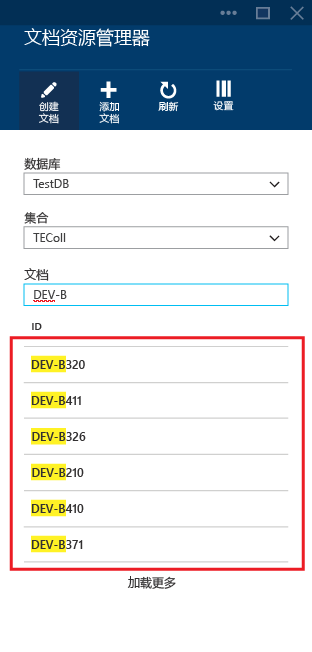 文档资源管理器
创建 添加 刷新 设置
文档 文档
数据库
TestDB
集合
TEColl
文档
DEV-B
ID
DEV-B320
DEV-B411
DEV-B326
DEV-B210
DEV-B410
DEV-B371
加载更多